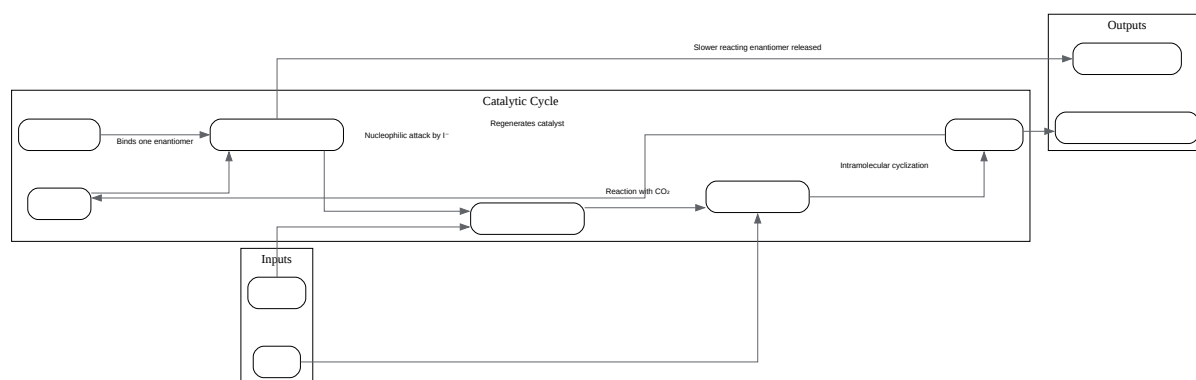 Outputs
Slower reacting enantiomer released
Catalytic Cycle
Regenerates catalyst
Nucleophilic attack by I⁻
Binds one enantiomer
Intramolecular cyclization
Reaction with CO₂
Inputs